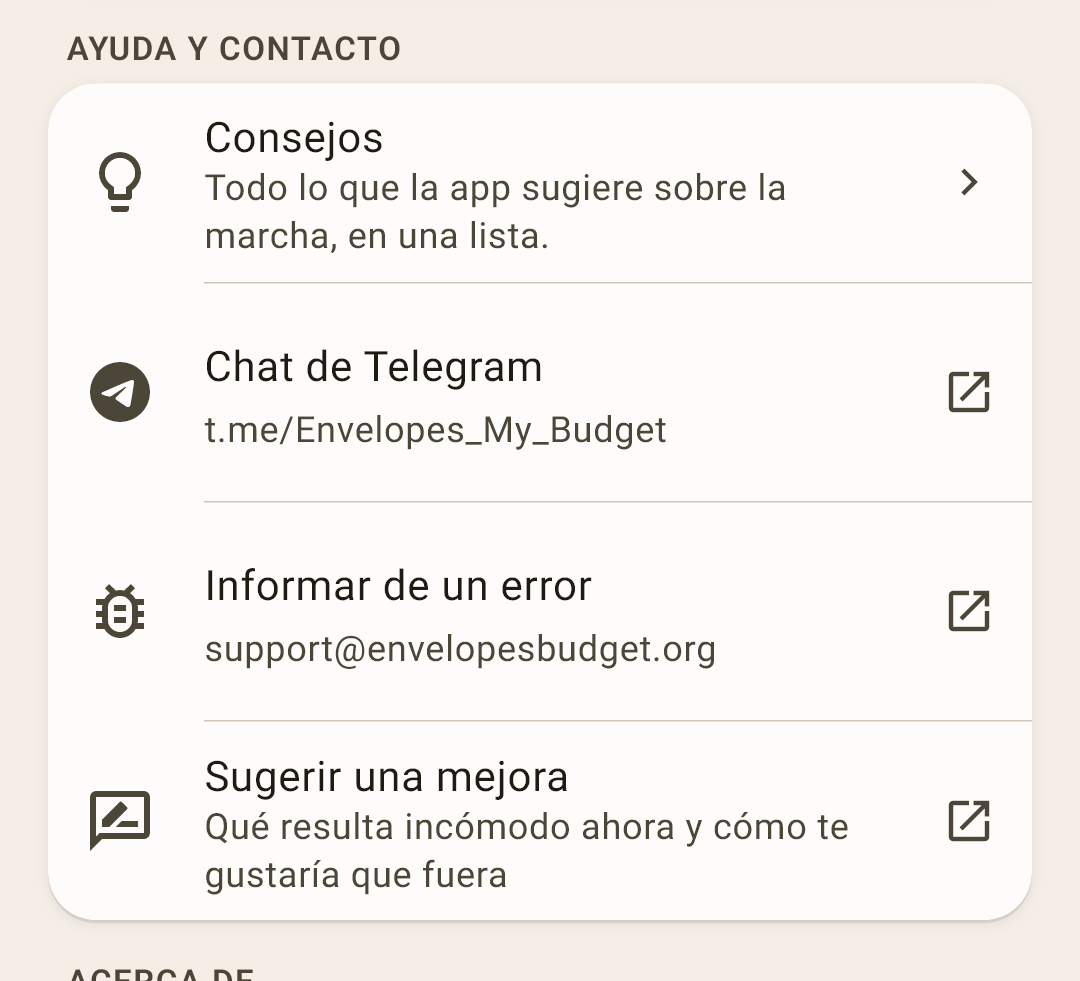 AYUDA Y CONTACTO
Consejos
Todo lo que la app sugiere sobre la
marcha, en una lista.
Chat de Telegram
t.me/Envelopes_My_Budget
Informar de un error
support@envelopesbudget.org
Sugerir una mejora
Qué resulta incómodo ahora y cómo te
gustaría que fuera
ACERCA DE